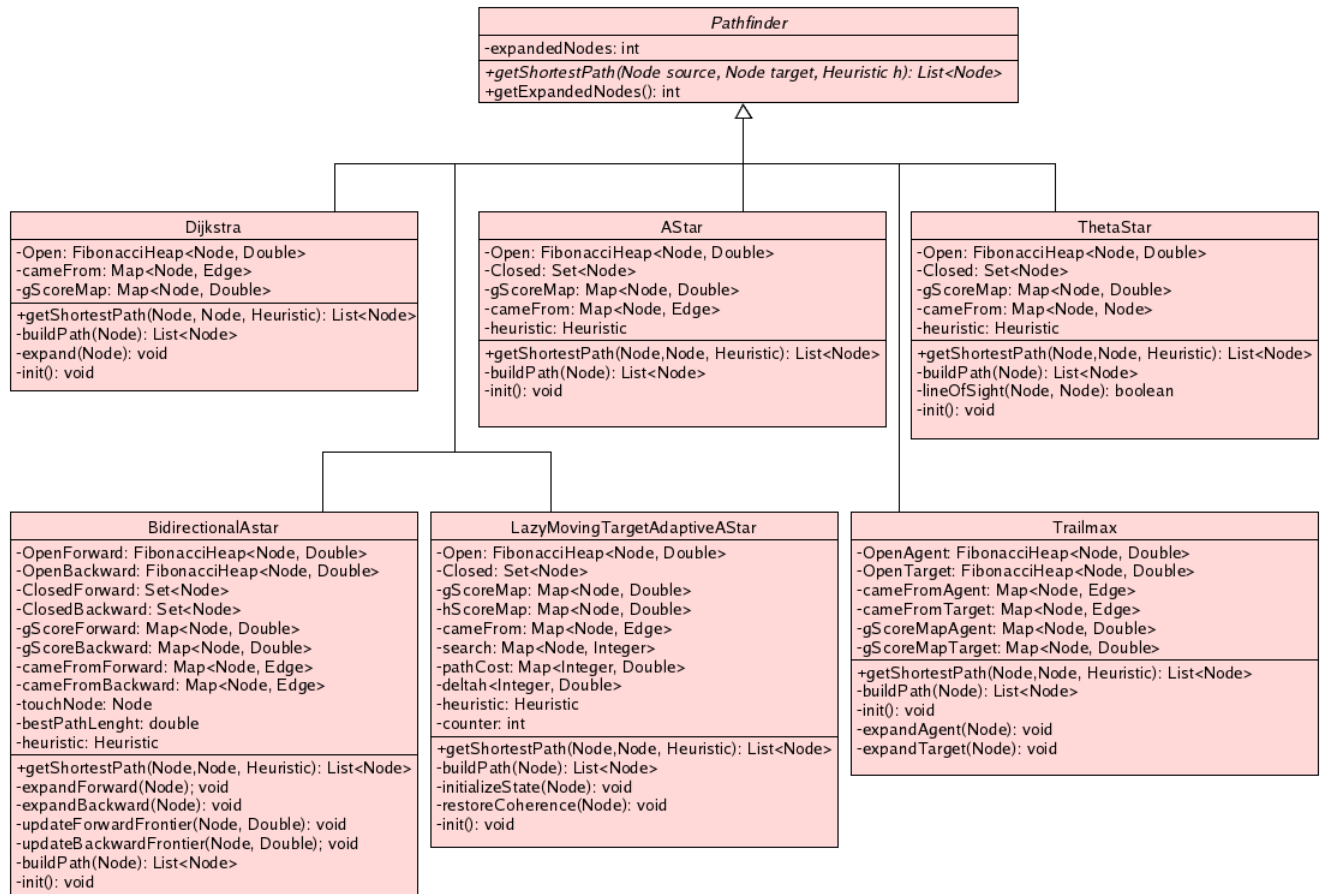 Pathfinder
-expandedNodes: int
+getShortestPath(Node source, Node target, Heuristic h): List<Node>
+getExpandedNodes(): int
Dijkstra
-Open: FibonacciHeap<Node, Double>
-cameFrom: Map<Node, Edge>
-gScoreMap: Map<Node, Double>
+getShortestPath(Node, Node, Heuristic): List<Node>
-buildPath(Node): List<Node>
-expand(Node): void
-init(): void
AStar
-Open: FibonacciHeap<Node, Double>
-Closed: Set<Node>
-gScoreMap: Map<Node, Double>
-cameFrom: Map<Node, Edge>
-heuristic: Heuristic
+getShortestPath(Node,Node, Heuristic): List<Node>
-buildPath(Node): List<Node>
-init(): void
ThetaStar
-Open: FibonacciHeap<Node, Double>
-Closed: Set<Node>
-gScoreMap: Map<Node, Double>
-cameFrom: Map<Node, Node>
-heuristic: Heuristic
+getShortestPath(Node,Node, Heuristic): List<Node>
-buildPath(Node): List<Node>
-lineOfSight(Node, Node): boolean
-init(): void
BidirectionalAstar
-OpenForward: FibonacciHeap<Node, Double>
-OpenBackward: FibonacciHeap<Node, Double>
-ClosedForward: Set<Node>
-ClosedBackward: Set<Node>
-gScoreForward: Map<Node, Double>
-gScoreBackward: Map<Node, Double>
-cameFromForward: Map<Node, Edge>
-cameFromBackward: Map<Node, Edge>
-touchNode: Node
-bestPathLenght: double
-heuristic: Heuristic
+getShortestPath(Node,Node, Heuristic): List<Node>
-expandForward(Node); void
-expandBackward(Node): void
-updateForwardFrontier(Node, Double): void
-updateBackwardFrontier(Node, Double); void
-buildPath(Node): List<Node>
-init(): void
LazyMovingTargetAdaptiveAStar
-Open: FibonacciHeap<Node, Double>
-Closed: Set<Node>
-gScoreMap: Map<Node, Double>
-hScoreMap: Map<Node, Double>
-cameFrom: Map<Node, Edge>
-search: Map<Node, Integer>
-pathCost: Map<Integer, Double>
-deltah<Integer, Double>
-heuristic: Heuristic
-counter: int
+getShortestPath(Node,Node, Heuristic): List<Node>
-buildPath(Node): List<Node>
-initializeState(Node): void
-restoreCoherence(Node): void
-init(): void
Trailmax
-OpenAgent: FibonacciHeap<Node, Double>
-OpenTarget: FibonacciHeap<Node, Double>
-cameFromAgent: Map<Node, Edge>
-cameFromTarget: Map<Node, Edge>
-gScoreMapAgent: Map<Node, Double>
-gScoreMapTarget: Map<Node, Double>
+getShortestPath(Node,Node, Heuristic): List<Node>
-buildPath(Node): List<Node>
-init(): void
-expandAgent(Node): void
-expandTarget(Node): void